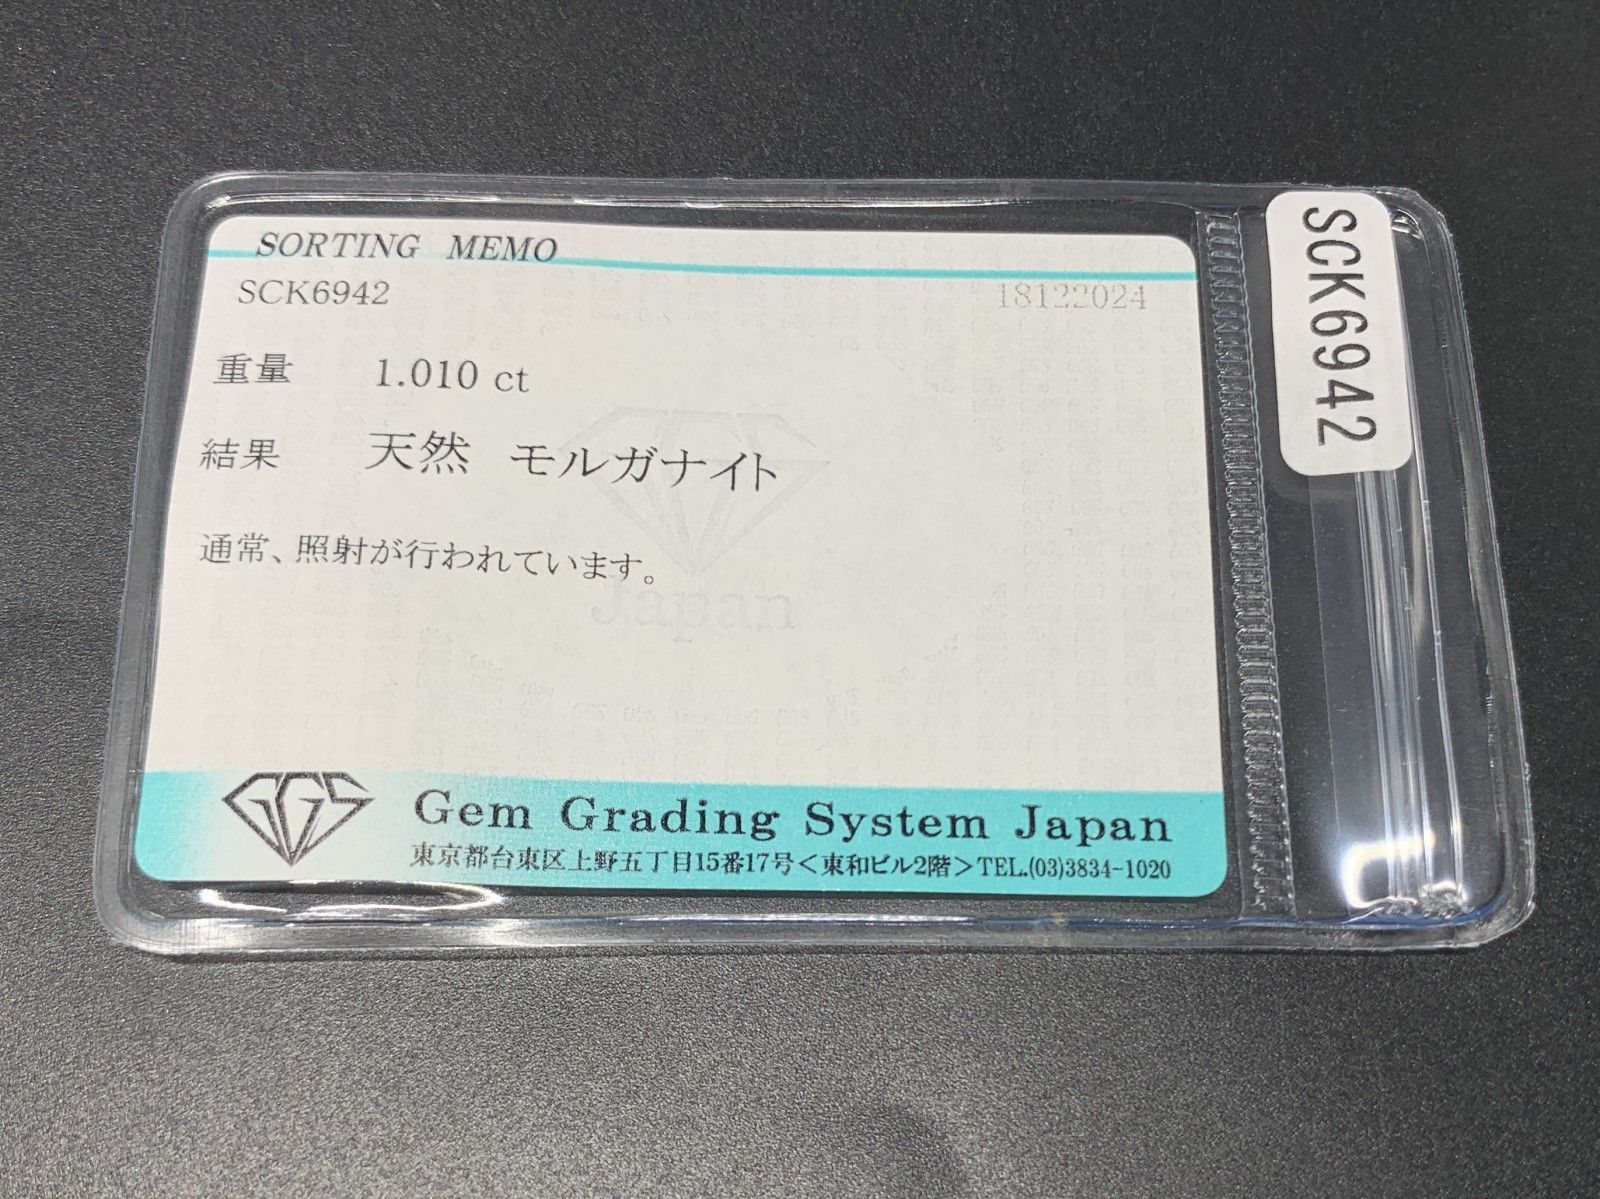 SORTING MEMO
SCK6942 18122024
重量 1.010 ct
結果 天然 モルガナイト
通常、照射が行われています。
Japan
GGS
Gem Grading System Japan
東京都台東区上野五丁目15番17号＜東和ビル2階＞TEL.(03)3834-1020
SCK6942